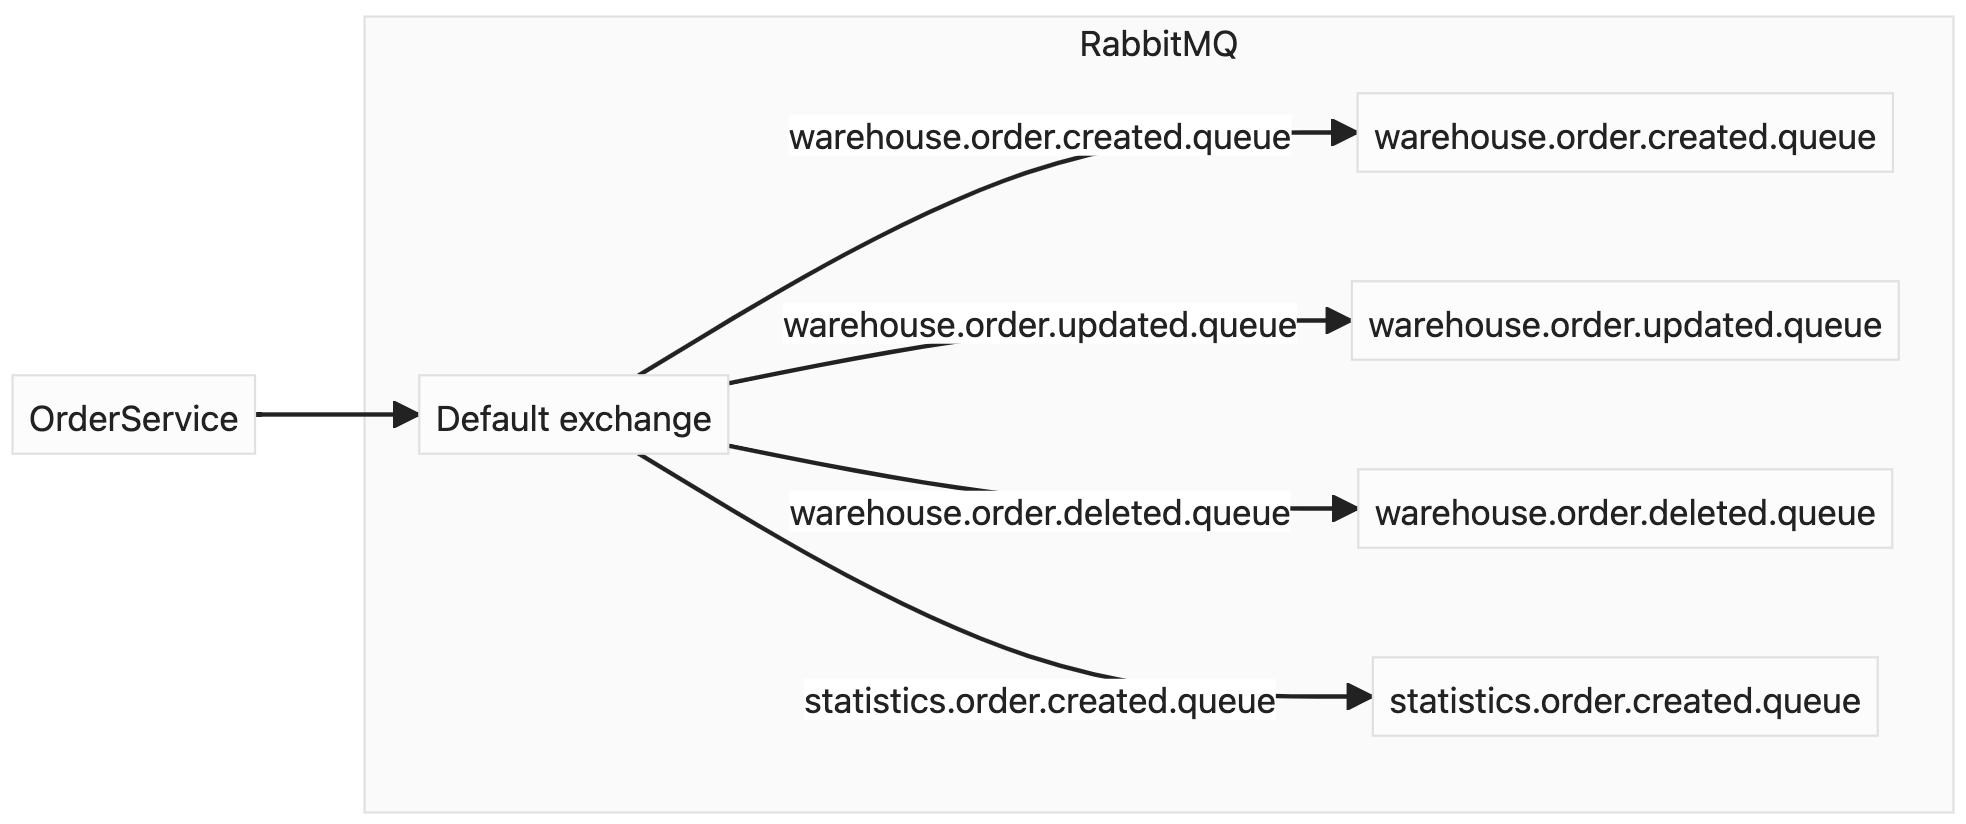 RabbitMQ
warehouse.order.created.queue
warehouse.order.created.queue
warehouse.order.updated.queue
warehouse.order.updated.queue
OrderService
Default exchange
warehouse.order.deleted.queue
warehouse.order.deleted.queue
statistics.order.created.queue
statistics.order.created.queue